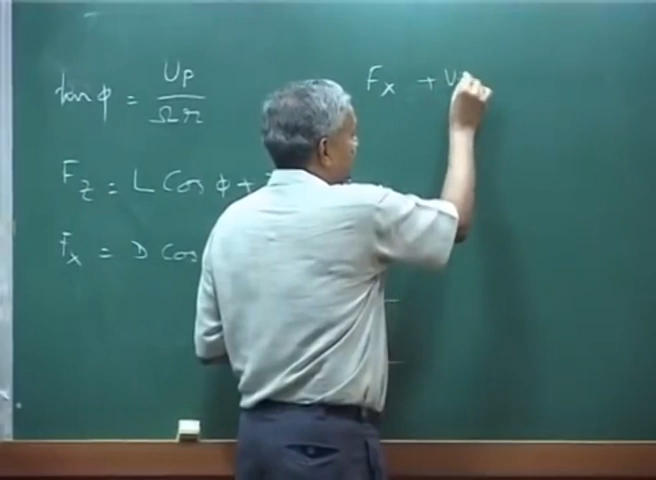 tan φ = Up / Ωr
Fx + V
Fz = L Cos φ +
Fx = D Cos